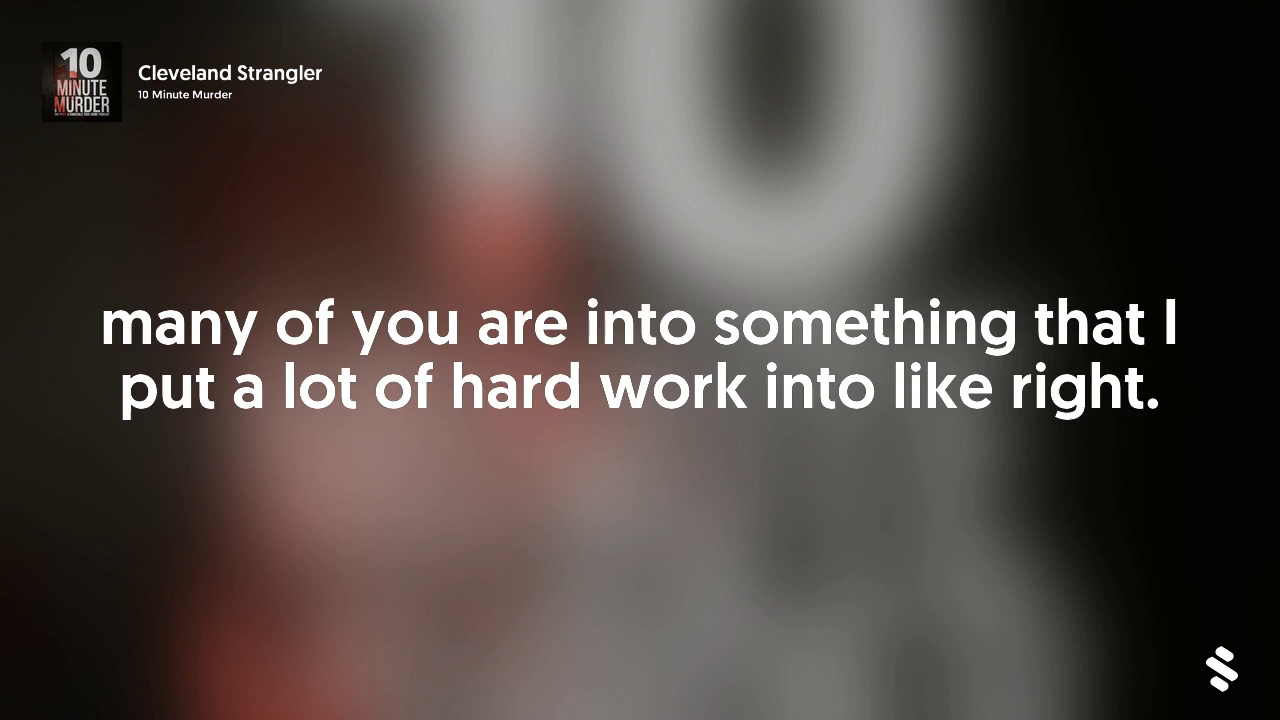 10
MINUTE
MURDER
Cleveland Strangler
10 Minute Murder
many of you are into something that I
put a lot of hard work into like right.